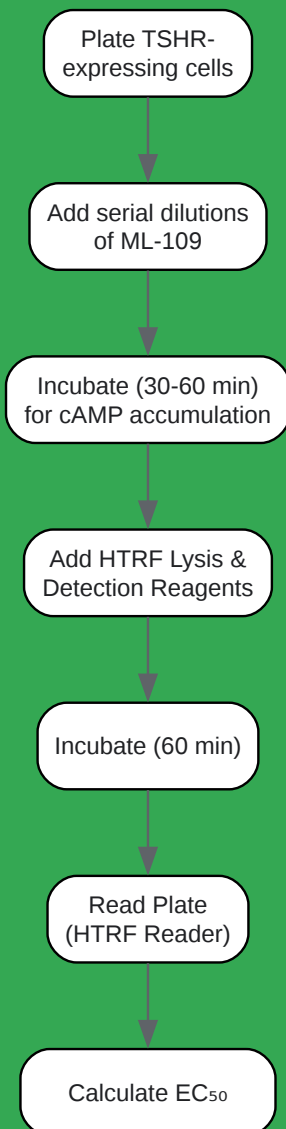 Plate TSHR-
expressing cells
Add serial dilutions
of ML-109
Incubate (30-60 min)
for cAMP accumulation
Add HTRF Lysis &
Detection Reagents
Incubate (60 min)
Read Plate
(HTRF Reader)
Calculate EC₅₀